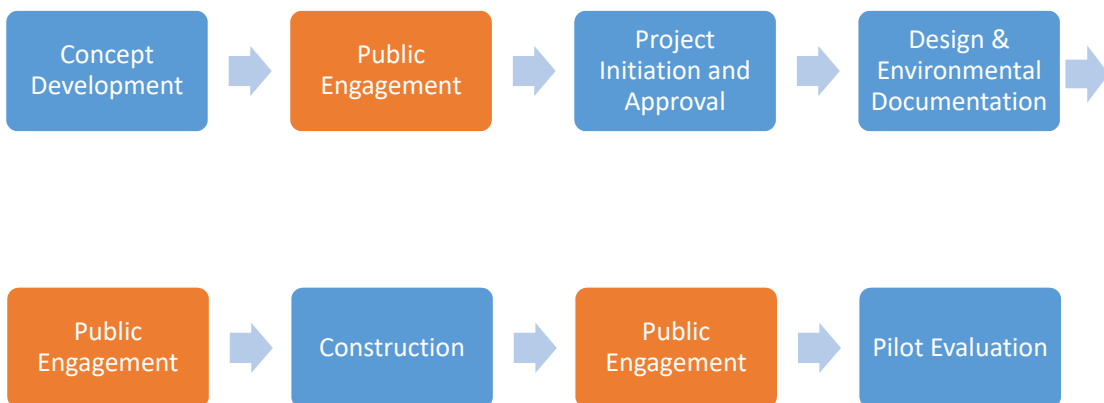 Concept
Development
Public
Engagement
Project
Initiation and
Approval
Design &
Environmental
Documentation
Public
Engagement
Construction
Public
Engagement
Pilot Evaluation